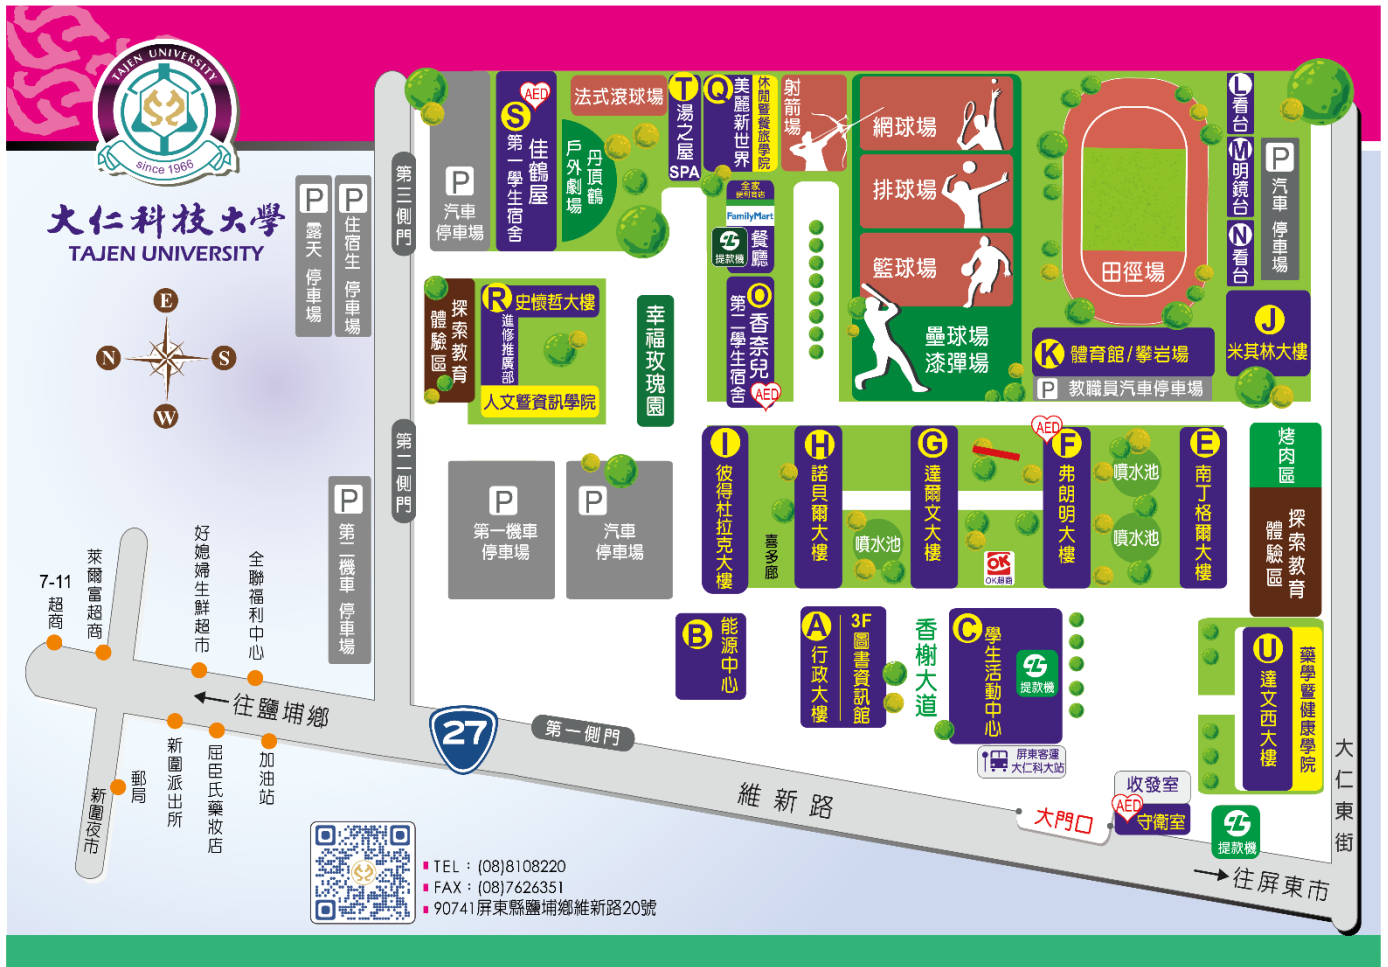 TAJEN UNIVERSITY
since 1966
大仁科技大學
TAJEN UNIVERSITY
E
N
S
W
P
露天 停車場
P
住宿生 停車場
第三側門
P
汽車
停車場
AED
S
第一學生宿舍
佳鶴屋
法式滾球場
丹頂鶴
戶外劇場
T
湯之屋
SPA
Q
美麗新世界
休閒暨餐旅學院
射箭場
網球場
排球場
籃球場
壘球場
漆彈場
田徑場
L
看台
M
明鏡台
N
看台
P
汽車 停車場
全家
便利商店
FamilyMart
提款機
餐廳
O
香奈兒
第二學生宿舍
AED
探索教育
體驗區
R
史懷哲大樓
進修推廣部
人文暨資訊學院
幸福玫瑰園
K
體育館/攀岩場
P
教職員汽車停車場
J
米其林大樓
第二側門
P
第一機車
停車場
P
汽車
停車場
I
彼得杜拉克大樓
喜多廊
H
諾貝爾大樓
噴水池
G
達爾文大樓
OK
OK超商
AED
F
弗朗明大樓
噴水池
噴水池
E
南丁格爾大樓
烤肉區
探索教育
體驗區
P
第二機車 停車場
B
能源中心
A
行政大樓
3F
圖書資訊館
香榭大道
C
學生活動中心
提款機
屏東客運
大仁科大站
U
達文西大樓
藥學暨健康學院
7-11
超商
萊爾富超商
好媳婦生鮮超市
全聯福利中心
往鹽埔鄉
新圍派出所
屈臣氏藥妝店
加油站
郵局
新圍夜市
27
第一側門
維新路
大門口
收發室
AED
守衛室
提款機
往屏東市
大仁東街
TEL：(08)8108220
FAX：(08)7626351
90741屏東縣鹽埔鄉維新路20號